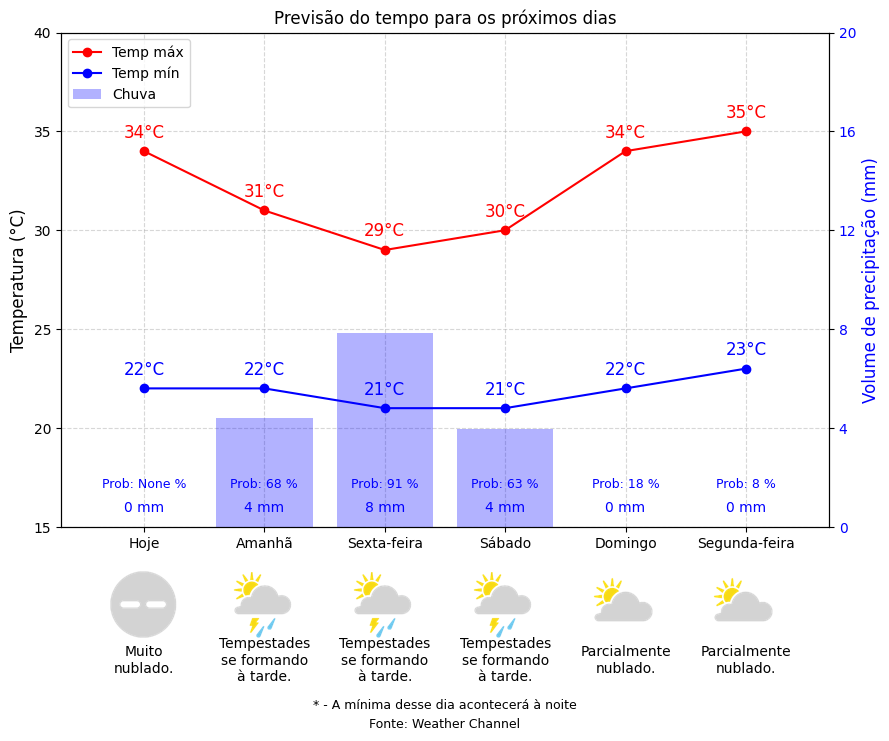 Previsão do tempo para os próximos dias
Temperatura (°C)
Volume de precipitação (mm)
40
35
30
25
20
15
20
16
12
8
4
0
Temp máx
Temp mín
Chuva
34°C
31°C
29°C
30°C
34°C
35°C
22°C
22°C
21°C
21°C
22°C
23°C
Prob: None %
Prob: 68 %
Prob: 91 %
Prob: 63 %
Prob: 18 %
Prob: 8 %
0 mm
4 mm
8 mm
4 mm
0 mm
0 mm
Hoje
Amanhã
Sexta-feira
Sábado
Domingo
Segunda-feira
Muito
nublado.
Tempestades
se formando
à tarde.
Tempestades
se formando
à tarde.
Tempestades
se formando
à tarde.
Parcialmente
nublado.
Parcialmente
nublado.
* - A mínima desse dia acontecerá à noite
Fonte: Weather Channel